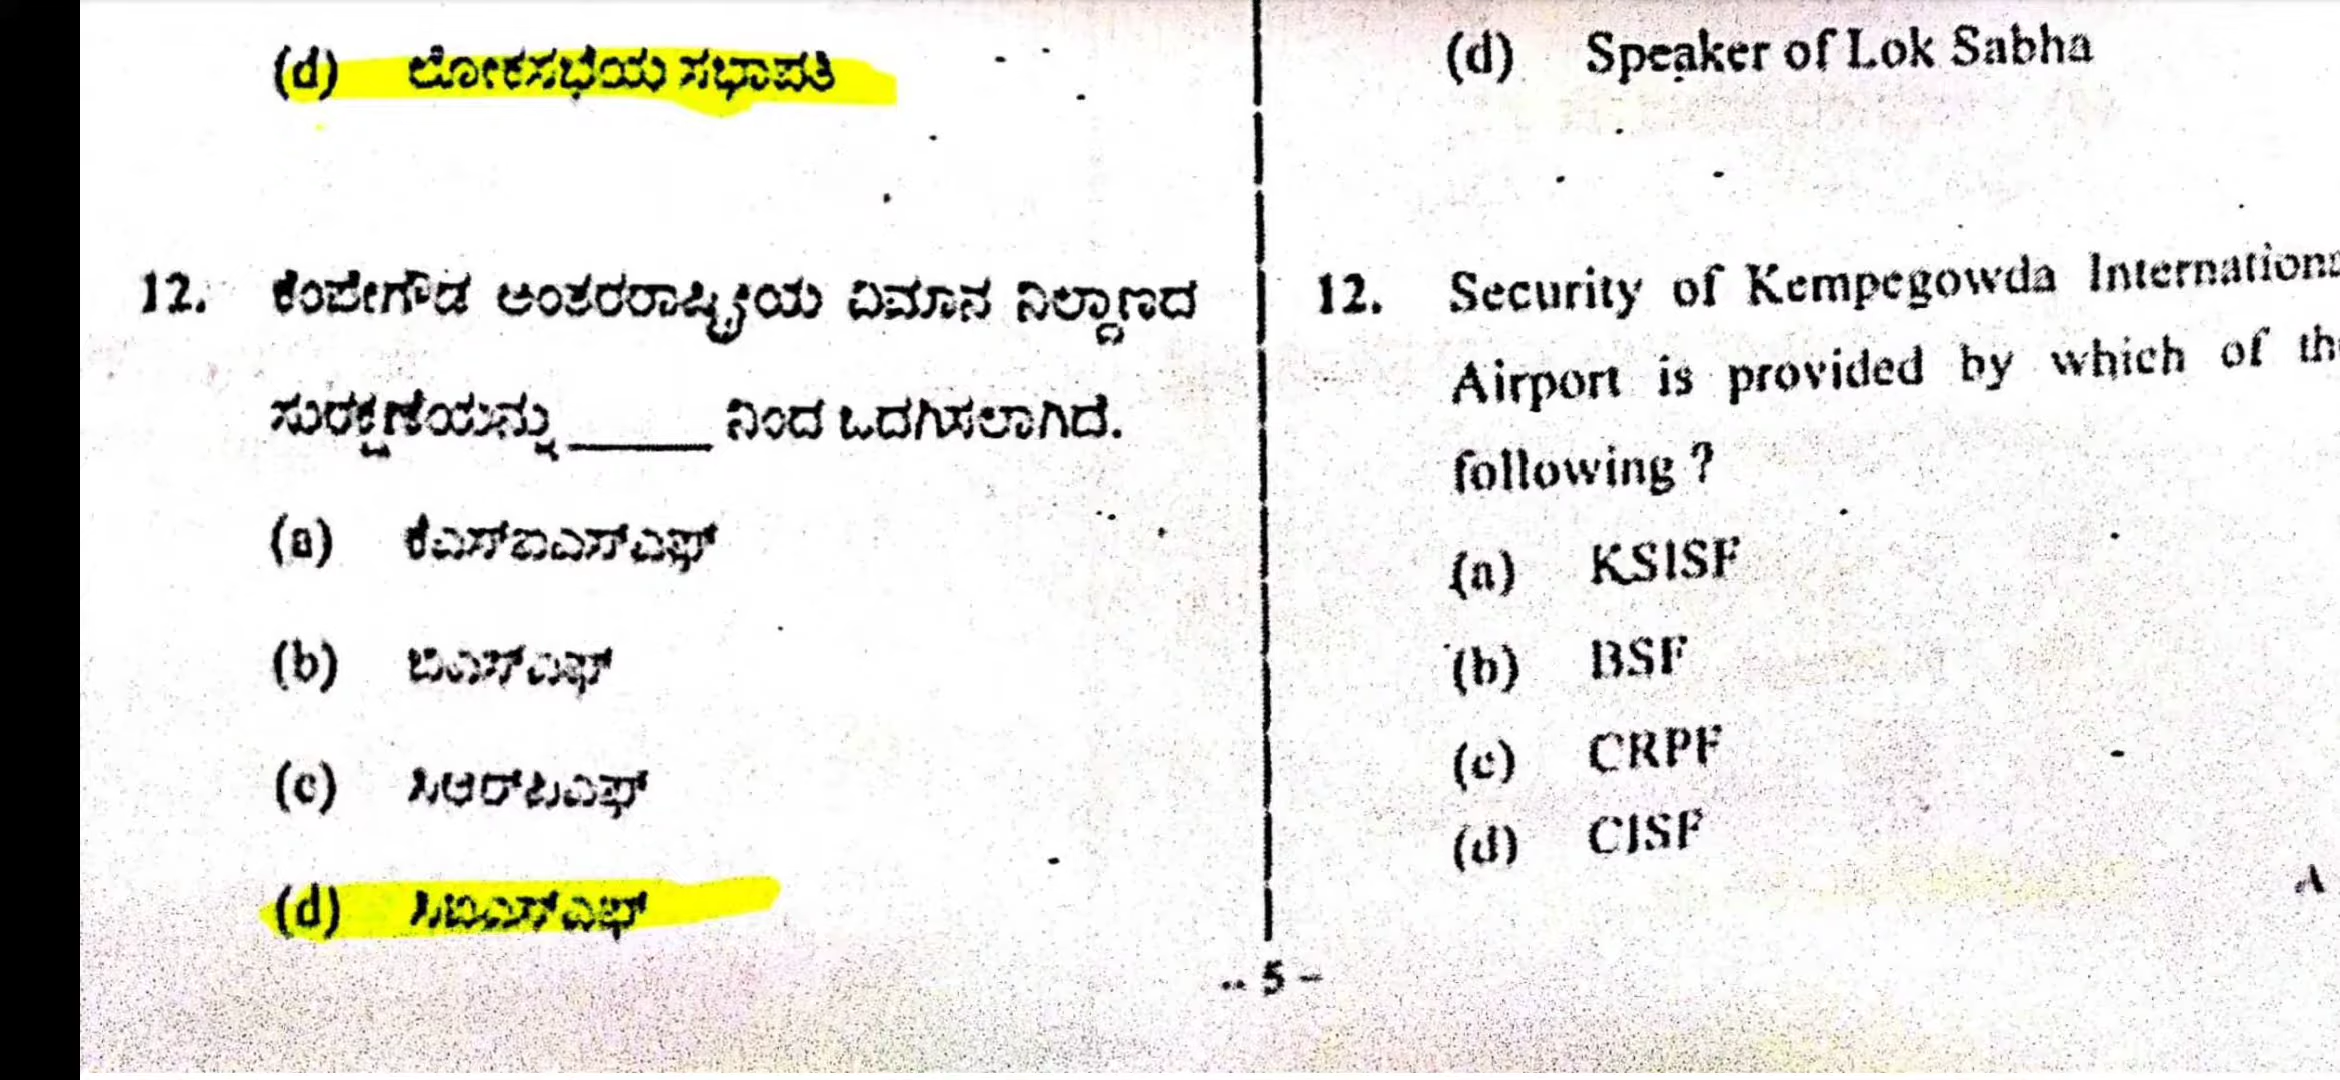 (d) ಲೋಕಸಭೆಯ ಸಭಾಪತಿ
12. ಕೆಂಪೇಗೌಡ ಅಂತರರಾಷ್ಟ್ರೀಯ ವಿಮಾನ ನಿಲ್ದಾಣದ
ಸುರಕ್ಷಣೆಯನ್ನು _____ ನಿಂದ ಒದಗಿಸಲಾಗಿದೆ.
(a) ಕೆಎಸ್‌ಐಎಸ್‌ಎಫ್
(b) ಬಿಎಸ್‌ಎಫ್
(c) ಸಿಆರ್‌ಪಿಎಫ್
(d) ಸಿಐಎಸ್‌ಎಫ್
(d) Speaker of Lok Sabha
12. Security of Kempegowda Internationa
Airport is provided by which of th
following ?
(a) KSISF
(b) BSF
(c) CRPF
(d) CISF
A
- 5 -